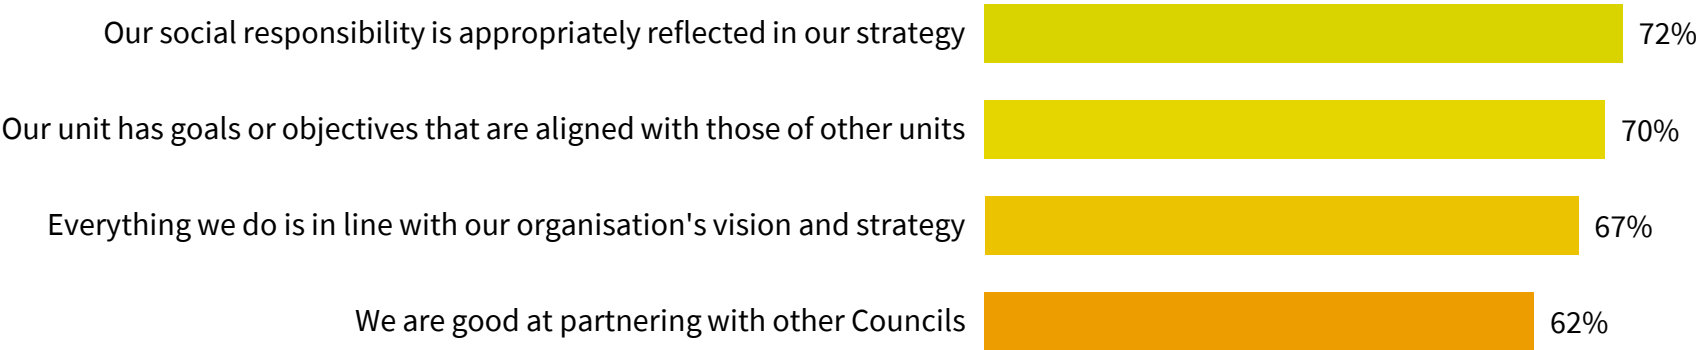 Our social responsibility is appropriately reflected in our strategy 72%
Our unit has goals or objectives that are aligned with those of other units 70%
Everything we do is in line with our organisation's vision and strategy 67%
We are good at partnering with other Councils 62%